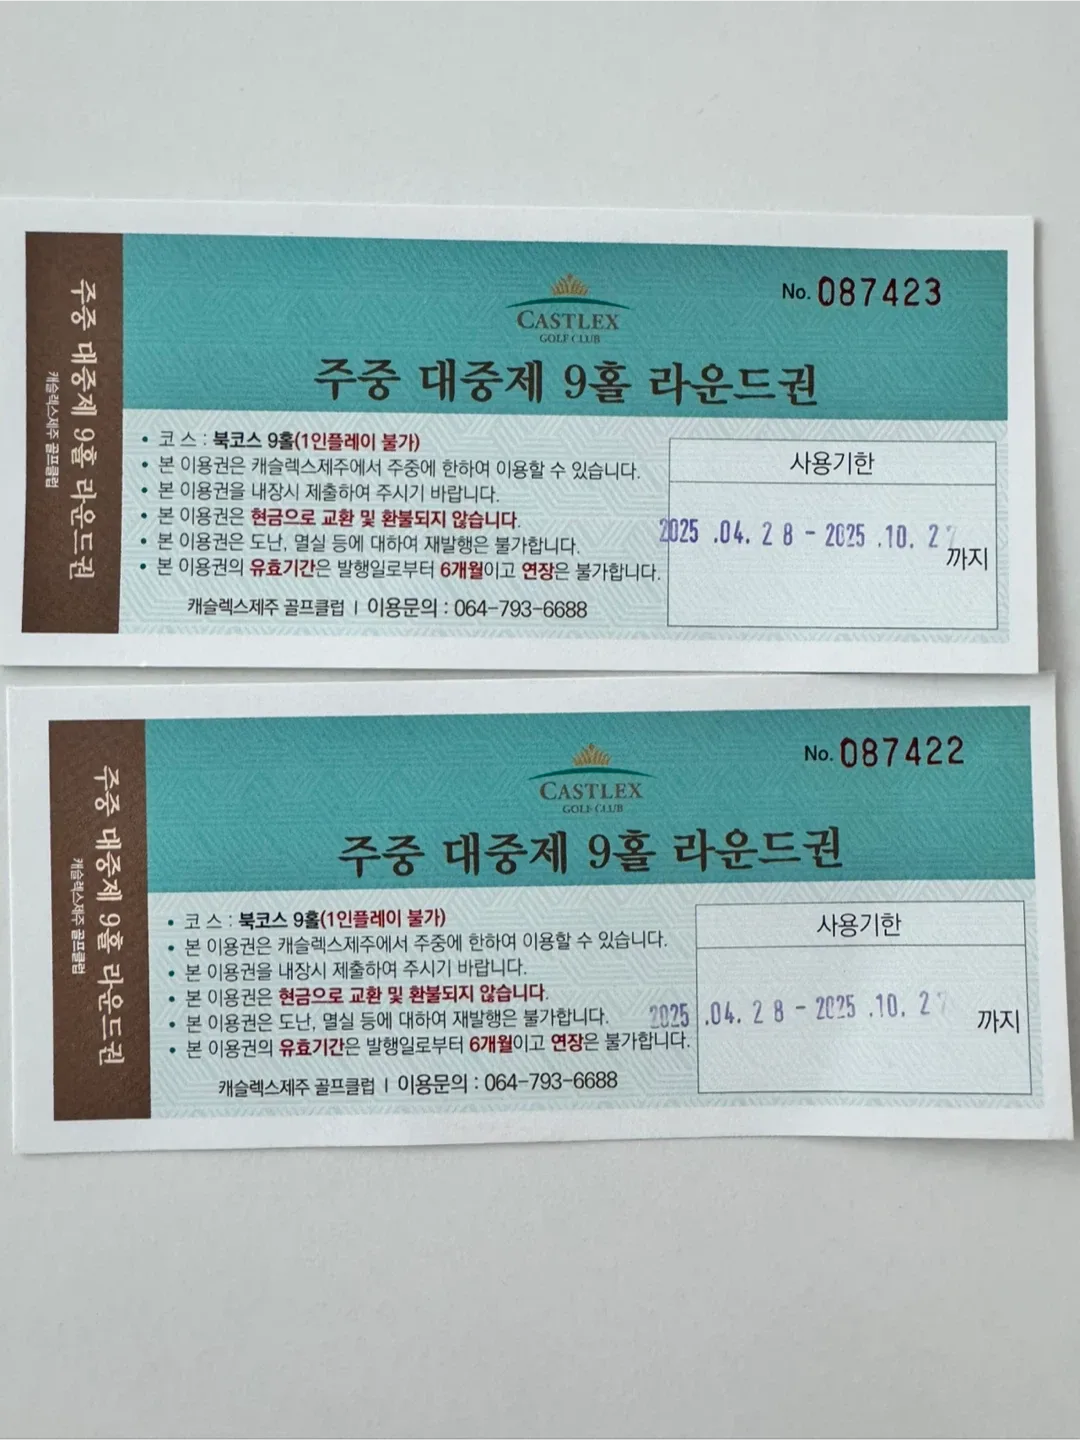 주중 대중제 9홀 라운드권
캐슬렉스제주 골프클럽
No. 087423
CASTLEX
GOLF CLUB
주중 대중제 9홀 라운드권
• 코 스 : 북코스 9홀(1인플레이 불가)
• 본 이용권은 캐슬렉스제주에서 주중에 한하여 이용할 수 있습니다.
• 본 이용권을 내장시 제출하여 주시기 바랍니다.
• 본 이용권은 현금으로 교환 및 환불되지 않습니다.
• 본 이용권은 도난, 멸실 등에 대하여 재발행은 불가합니다.
• 본 이용권의 유효기간은 발행일로부터 6개월이고 연장은 불가합니다.
캐슬렉스제주 골프클럽 | 이용문의 : 064-793-6688
사용기한
2025 .04. 28 - 2025 .10. 27
까지
주중 대중제 9홀 라운드권
캐슬렉스제주 골프클럽
No. 087422
CASTLEX
GOLF CLUB
주중 대중제 9홀 라운드권
• 코 스 : 북코스 9홀(1인플레이 불가)
• 본 이용권은 캐슬렉스제주에서 주중에 한하여 이용할 수 있습니다.
• 본 이용권을 내장시 제출하여 주시기 바랍니다.
• 본 이용권은 현금으로 교환 및 환불되지 않습니다.
• 본 이용권은 도난, 멸실 등에 대하여 재발행은 불가합니다.
• 본 이용권의 유효기간은 발행일로부터 6개월이고 연장은 불가합니다.
캐슬렉스제주 골프클럽 | 이용문의 : 064-793-6688
사용기한
2025 .04. 28 - 2025 .10. 27
까지